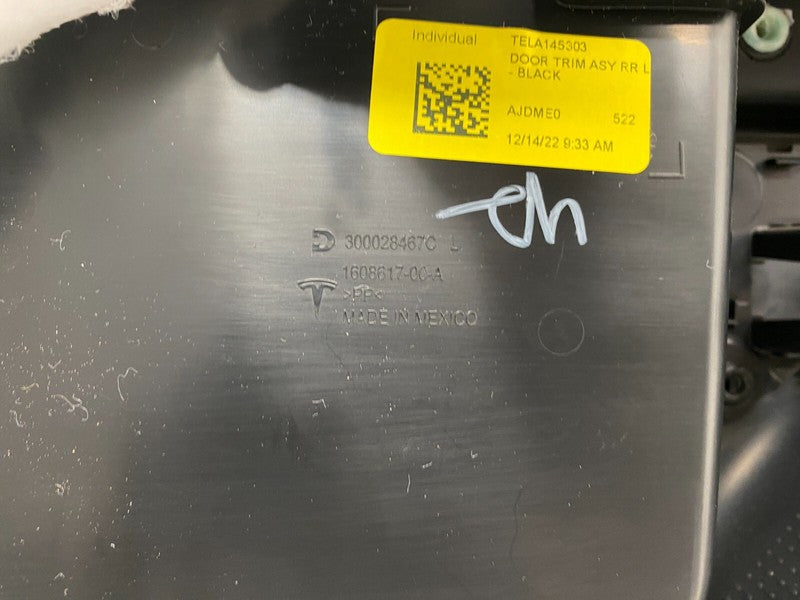 Individual
TELA145303
DOOR TRIM ASY RR L
- BLACK
AJDME0
522
12/14/22 9:33 AM
300028467C L
1608617-00-A
>PP<
MADE IN MEXICO